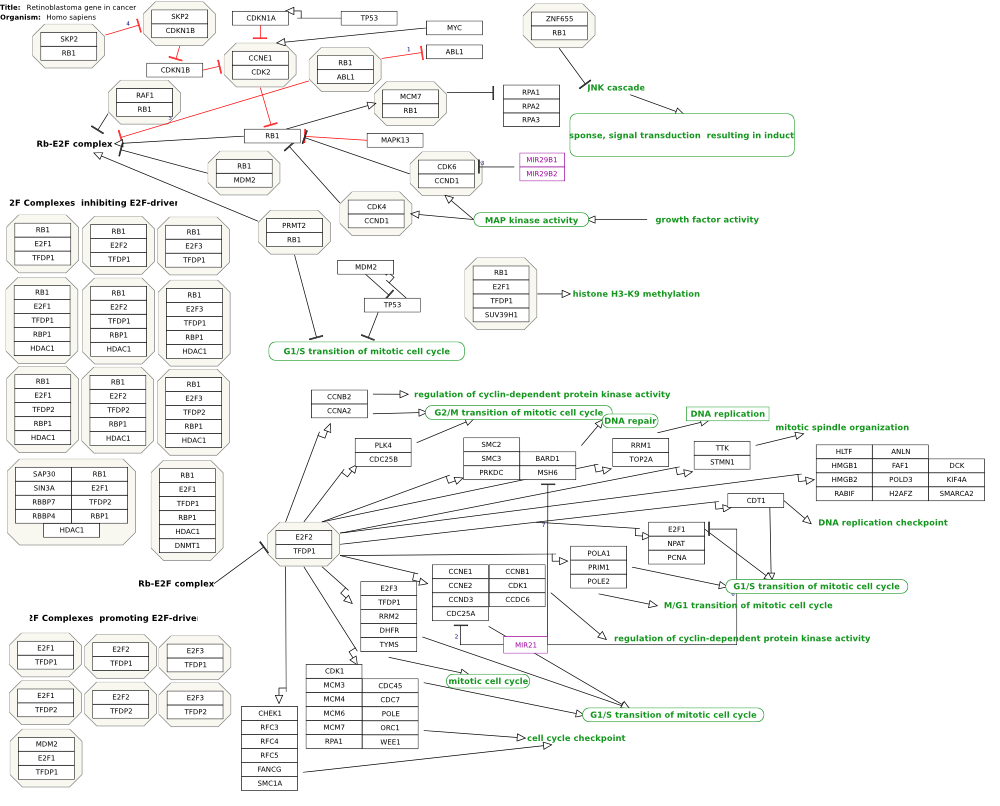 Title: Retinoblastoma gene in cancer
Organism: Homo sapiens
SKP2
RB1
4
SKP2
CDKN1B
CDKN1B
CDKN1A
TP53
MYC
CCNE1
CDK2
RB1
ABL1
1
ABL1
ZNF655
RB1
JNK cascade
sponse, signal transduction resulting in induct
RAF1
RB1
MCM7
RB1
RPA1
RPA2
RPA3
Rb-E2F complex
RB1
MAPK13
RB1
MDM2
CDK6
CCND1
MIR29B1
MIR29B2
CDK4
CCND1
MAP kinase activity
growth factor activity
PRMT2
RB1
MDM2
TP53
G1/S transition of mitotic cell cycle
RB1
E2F1
TFDP1
SUV39H1
histone H3-K9 methylation
2F Complexes inhibiting E2F-driver
RB1
E2F1
TFDP1
RB1
E2F2
TFDP1
RB1
E2F3
TFDP1
RB1
E2F1
TFDP1
RBP1
HDAC1
RB1
E2F2
TFDP1
RBP1
HDAC1
RB1
E2F3
TFDP1
RBP1
HDAC1
RB1
E2F1
TFDP2
RBP1
HDAC1
RB1
E2F2
TFDP2
RBP1
HDAC1
RB1
E2F3
TFDP2
RBP1
HDAC1
SAP30 RB1
SIN3A E2F1
RBBP7 TFDP2
RBBP4 RBP1
HDAC1
RB1
E2F1
TFDP1
RBP1
HDAC1
DNMT1
Rb-E2F complex
E2F2
TFDP1
CCNB2
CCNA2
regulation of cyclin-dependent protein kinase activity
G2/M transition of mitotic cell cycle
DNA repair
DNA replication
mitotic spindle organization
PLK4
CDC25B
SMC2
SMC3 BARD1
PRKDC MSH6
RRM1
TOP2A
TTK
STMN1
HLTF ANLN
HMGB1 FAF1 DCK
HMGB2 POLD3 KIF4A
RABIF H2AFZ SMARCA2
CDT1
DNA replication checkpoint
E2F1
NPAT
PCNA
POLA1
PRIM1
POLE2
G1/S transition of mitotic cell cycle
M/G1 transition of mitotic cell cycle
CCNE1 CCNB1
CCNE2 CDK1
CCND3 CCDC6
CDC25A
2
MIR21
regulation of cyclin-dependent protein kinase activity
E2F3
TFDP1
RRM2
DHFR
TYMS
mitotic cell cycle
CDK1
MCM3 CDC45
MCM4 CDC7
MCM6 POLE
MCM7 ORC1
RPA1 WEE1
G1/S transition of mitotic cell cycle
cell cycle checkpoint
CHEK1
RFC3
RFC4
RFC5
FANCG
SMC1A
2F Complexes promoting E2F-drive
E2F1
TFDP1
E2F2
TFDP1
E2F3
TFDP1
E2F1
TFDP2
E2F2
TFDP2
E2F3
TFDP2
MDM2
E2F1
TFDP1